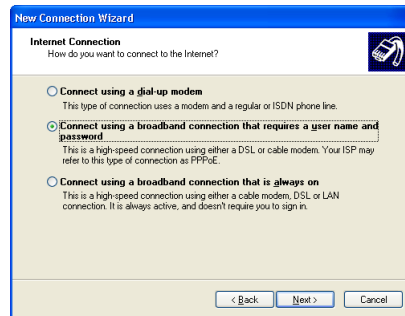 New Connection Wizard
Internet Connection
How do you want to connect to the Internet?
Connect using a dial-up modem
This type of connection uses a modem and a regular or ISDN phone line.
Connect using a broadband connection that requires a user name and
password
This is a high-speed connection using either a DSL or cable modem. Your ISP may
refer to this type of connection as PPPoE.
Connect using a broadband connection that is always on
This is a high-speed connection using either a cable modem, DSL or LAN
connection. It is always active, and doesn't require you to sign in.
< Back
Next >
Cancel